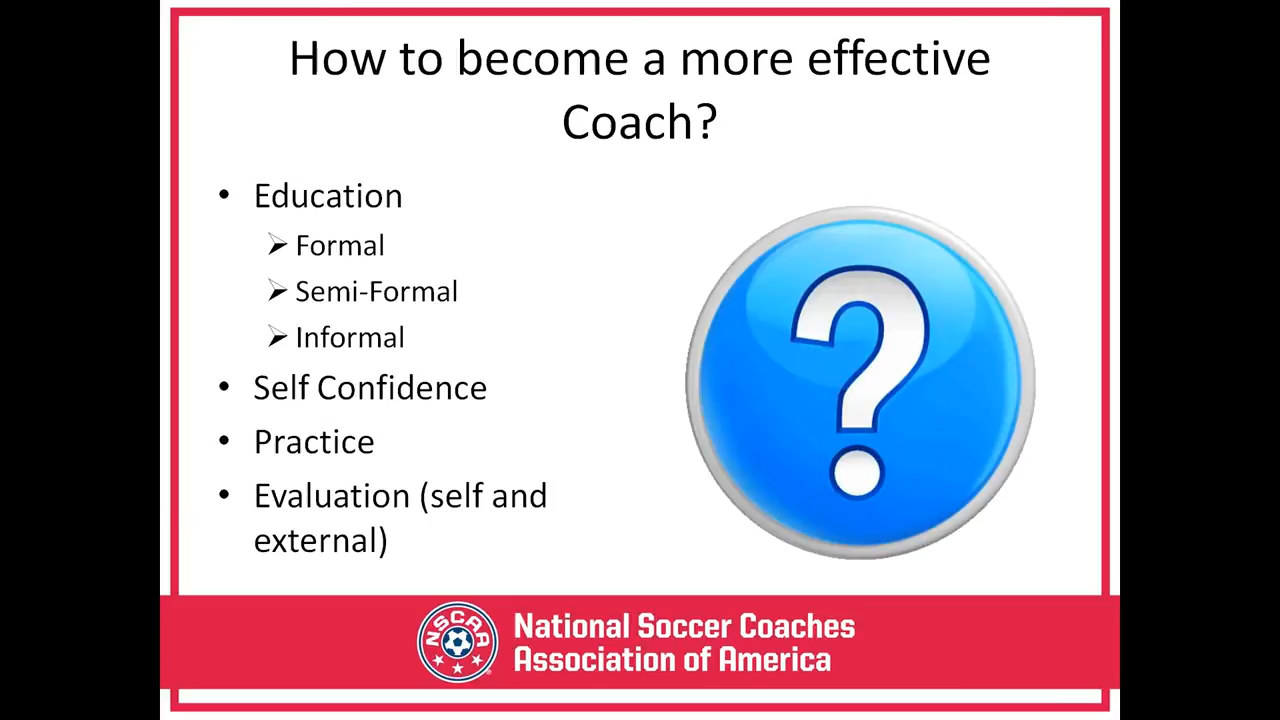 How to become a more effective
Coach?
• Education
➢ Formal
➢ Semi-Formal
➢ Informal
• Self Confidence
• Practice
• Evaluation (self and
external)
?
NSCAA
National Soccer Coaches
Association of America